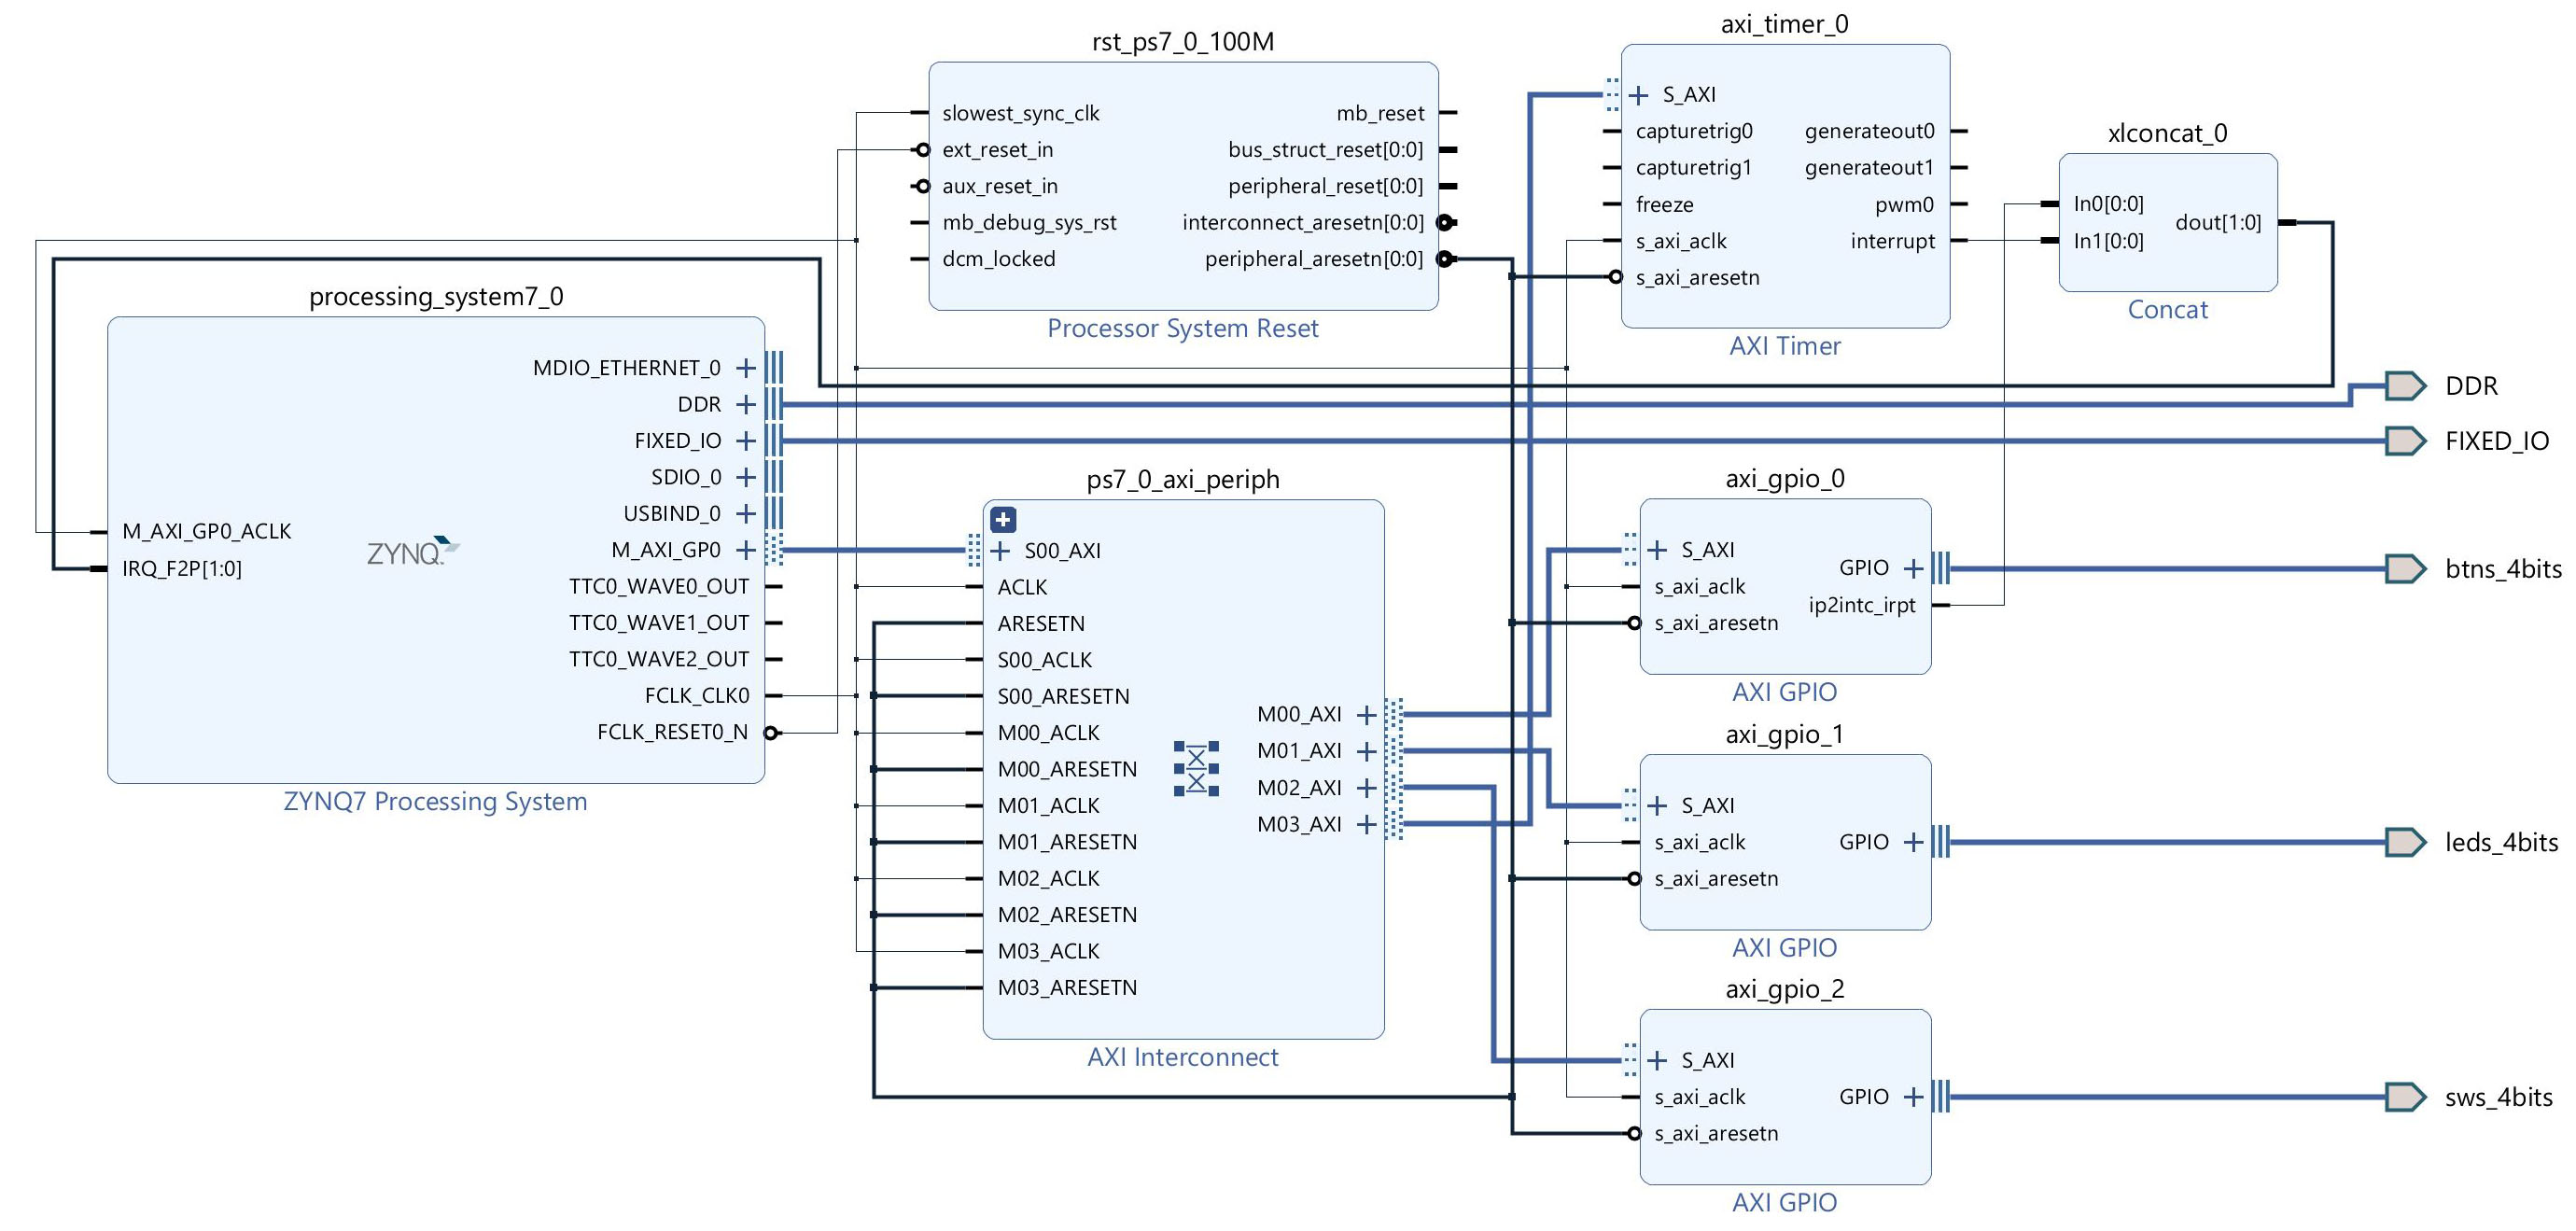 rst_ps7_0_100M
slowest_sync_clk
ext_reset_in
aux_reset_in
mb_debug_sys_rst
dcm_locked
mb_reset
bus_struct_reset[0:0]
peripheral_reset[0:0]
interconnect_aresetn[0:0]
peripheral_aresetn[0:0]
Processor System Reset
axi_timer_0
S_AXI
capturetrig0
capturetrig1
freeze
s_axi_aclk
s_axi_aresetn
generateout0
generateout1
pwm0
interrupt
AXI Timer
xlconcat_0
In0[0:0]
In1[0:0]
dout[1:0]
Concat
processing_system7_0
M_AXI_GP0_ACLK
IRQ_F2P[1:0]
ZYNQ
MDIO_ETHERNET_0
DDR
FIXED_IO
SDIO_0
USBIND_0
M_AXI_GP0
TTC0_WAVE0_OUT
TTC0_WAVE1_OUT
TTC0_WAVE2_OUT
FCLK_CLK0
FCLK_RESET0_N
ZYNQ7 Processing System
ps7_0_axi_periph
S00_AXI
ACLK
ARESETN
S00_ACLK
S00_ARESETN
M00_ACLK
M00_ARESETN
M01_ACLK
M01_ARESETN
M02_ACLK
M02_ARESETN
M03_ACLK
M03_ARESETN
M00_AXI
M01_AXI
M02_AXI
M03_AXI
AXI Interconnect
axi_gpio_0
S_AXI
s_axi_aclk
s_axi_aresetn
GPIO
ip2intc_irpt
AXI GPIO
axi_gpio_1
S_AXI
s_axi_aclk
s_axi_aresetn
GPIO
AXI GPIO
axi_gpio_2
S_AXI
s_axi_aclk
s_axi_aresetn
GPIO
AXI GPIO
DDR
FIXED_IO
btns_4bits
leds_4bits
sws_4bits